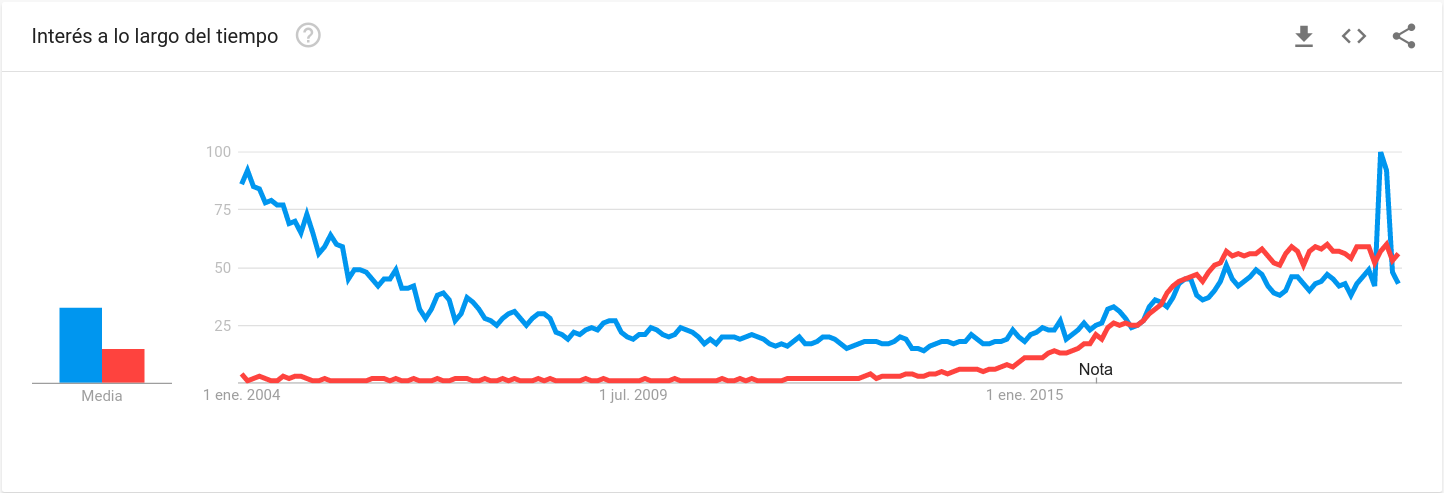 Interés a lo largo del tiempo ?
100
75
50
25
Nota
Media
1 ene. 2004
1 jul. 2009
1 ene. 2015